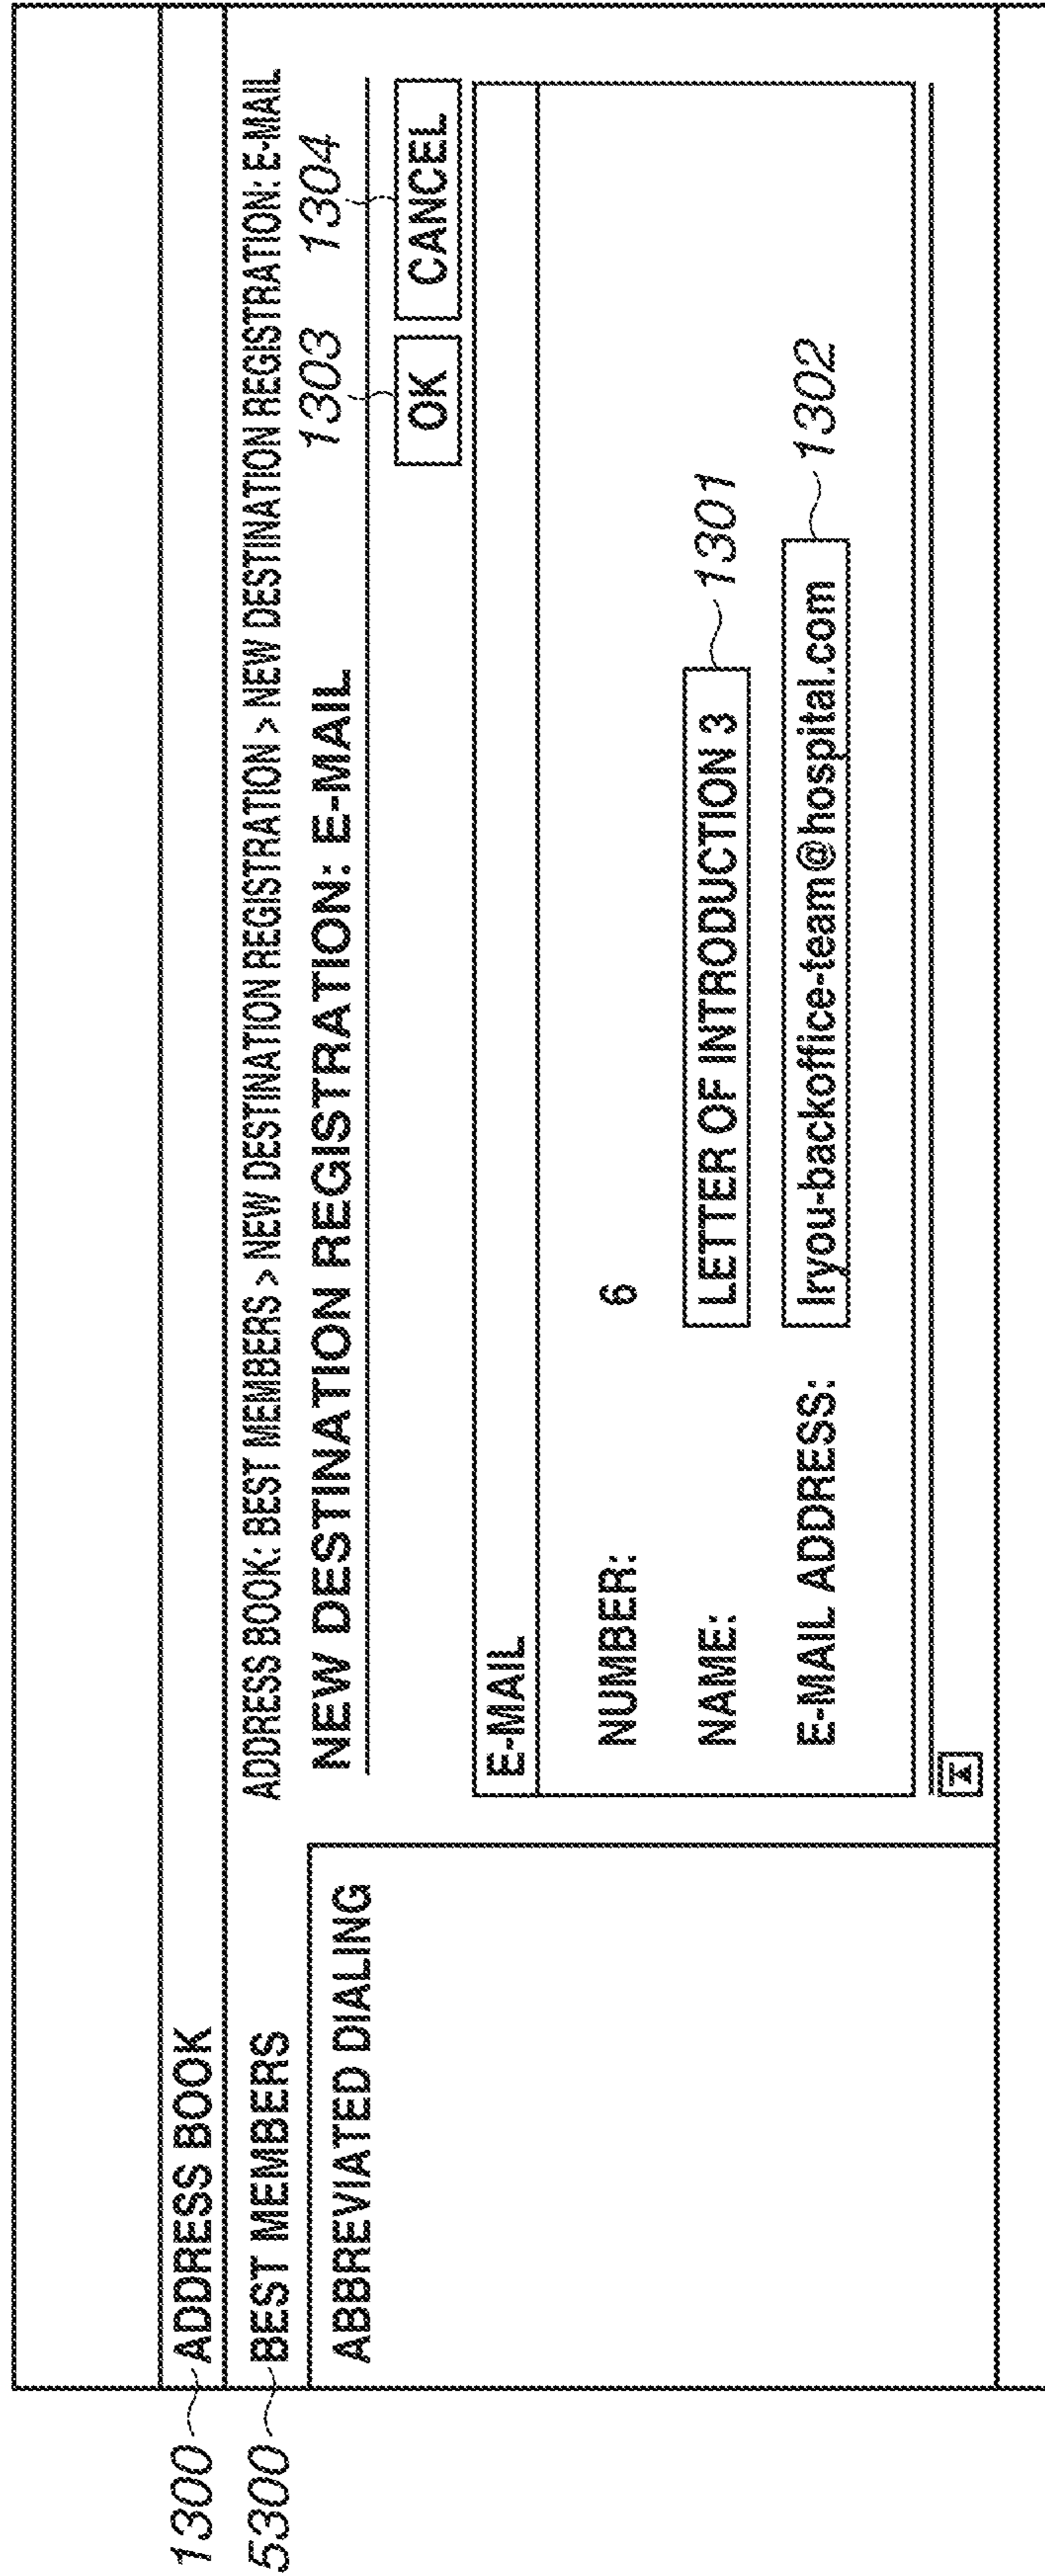 1300 ADDRESS BOOK
5300 BEST MEMBERS
ADDRESS BOOK: BEST MEMBERS > NEW DESTINATION REGISTRATION > NEW DESTINATION REGISTRATION: E-MAIL
ABBREVIATED DIALING
NEW DESTINATION REGISTRATION: E-MAIL
1303 1304
OK CANCEL
E-MAIL
NUMBER: 6
NAME: LETTER OF INTRODUCTION 3 1301
E-MAIL ADDRESS: Iryou-backoffice-team@hospital.com 1302